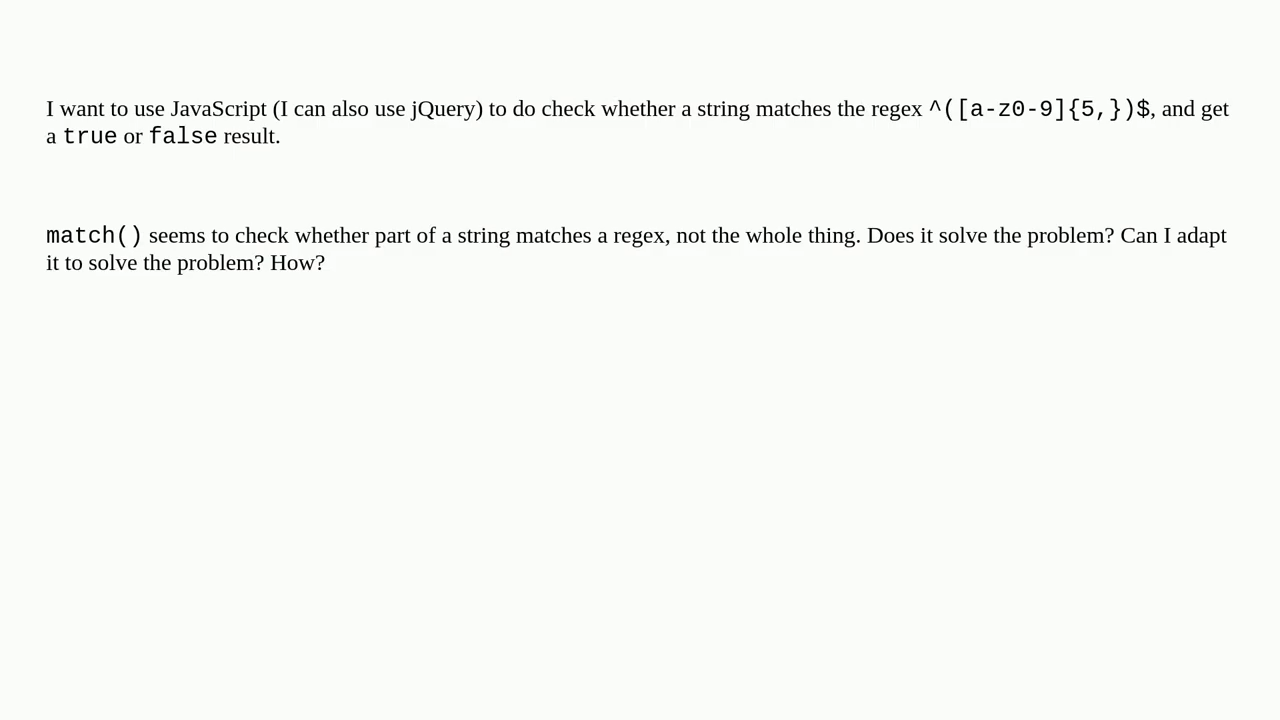 I want to use JavaScript (I can also use jQuery) to do check whether a string matches the regex ^([a-z0-9]{5,})$, and get
a true or false result.
match() seems to check whether part of a string matches a regex, not the whole thing. Does it solve the problem? Can I adapt
it to solve the problem? How?